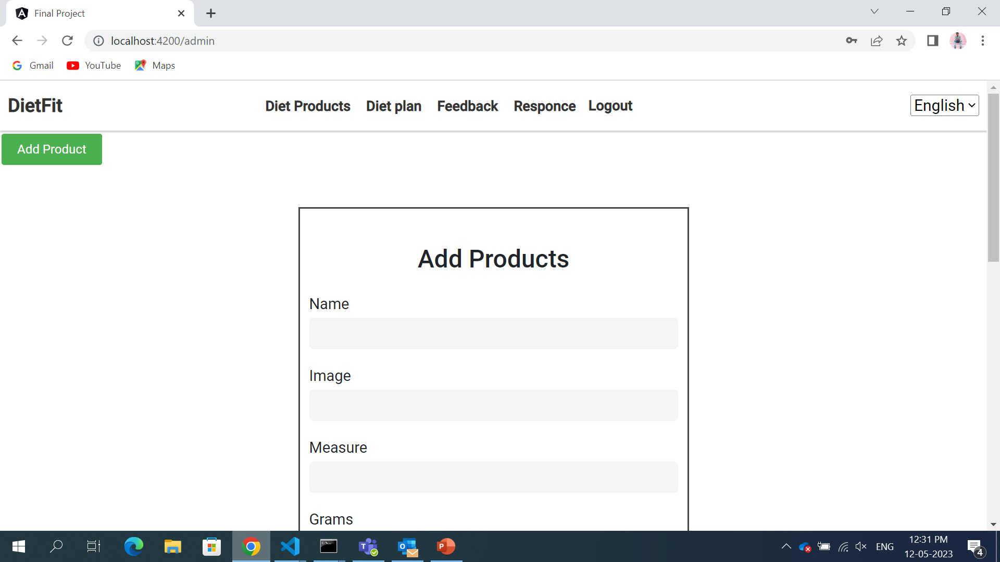 Final Project
localhost:4200/admin
Gmail YouTube Maps
DietFit Diet Products Diet plan Feedback Responce Logout English
Add Product
Add Products
Name
Image
Measure
Grams
12:31 PM
ENG
12-05-2023
4